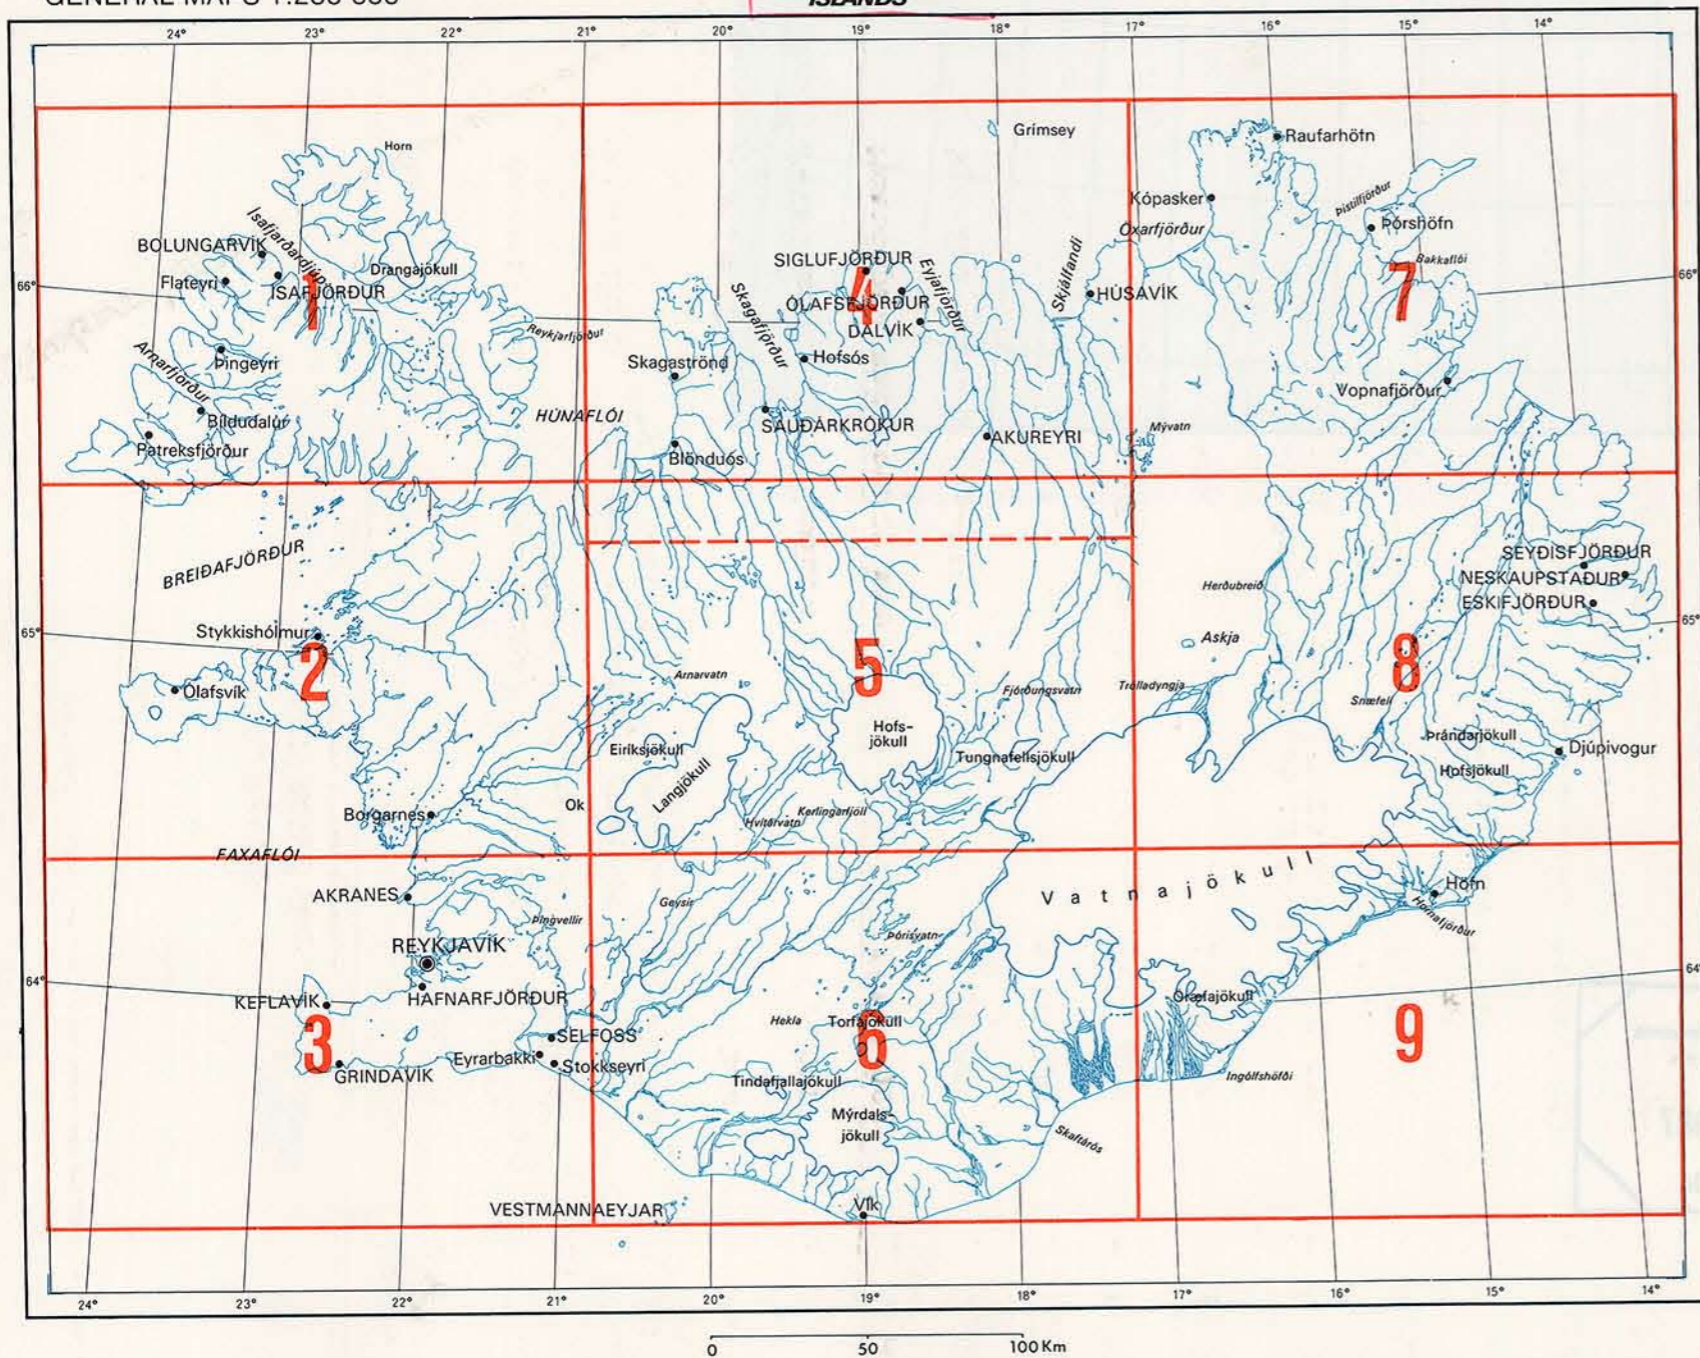 GENERAL MAPS 1:250 000
ÍSLANDS
24° 23° 22° 21° 20° 19° 18° 17° 16° 15° 14°
Horn
Grímsey
Raufarhöfn
Kópasker
Þistilfjörður
Þórshöfn
Öxarfjörður
Bakkaflói
BOLUNGARVÍK
Ísafjarðardjúp
Flateyri
ÍSAFJÖRÐUR
Drangajökull
1
SIGLUFJÖRÐUR
Eyjafjörður
Skjálfandi
ÓLAFSFJÖRÐUR
DALVÍK
4
HÚSAVÍK
7
66°
66°
Skagafjörður
Reykjarfjörður
Arnarfjörður
Þingeyri
Skagaströnd
Hofsós
Vopnafjörður
Bíldudalur
HÚNAFLÓI
Patreksfjörður
SAUÐÁRKRÓKUR
Blönduós
AKUREYRI
Mývatn
BREIÐAFJÖRÐUR
SEYÐISFJÖRÐUR
NESKAUPSTAÐUR
ESKIFJÖRÐUR
Herðubreið
65°
65°
Stykkishólmur
2
5
Askja
8
Ólafsvík
Arnarvatn
Fjórðungsvatn
Trölladyngja
Snæfell
Eiríksjökull
Hofs-
jökull
Tungnafellsjökull
Þrándarjökull
Djúpivogur
Hofsjökull
Langjökull
Ok
Borgarnes
Hvítárvatn
Kerlingarfjöll
FAXAFLÓI
AKRANES
Geysir
Þingvellir
Vatnajökull
Höfn
Hornafjörður
REYKJAVÍK
Þórisvatn
64°
64°
KEFLAVÍK
HAFNARFJÖRÐUR
Öræfajökull
3
SELFOSS
Hekla
Torfajökull
6
9
Eyrarbakki
Stokkseyri
GRINDAVÍK
Tindafjallajökull
Ingólfshöfði
Mýrdals-
jökull
Skaftárós
VESTMANNAEYJAR
Vík
24° 23° 22° 21° 20° 19° 18° 17° 16° 15° 14°
0 50 100 Km